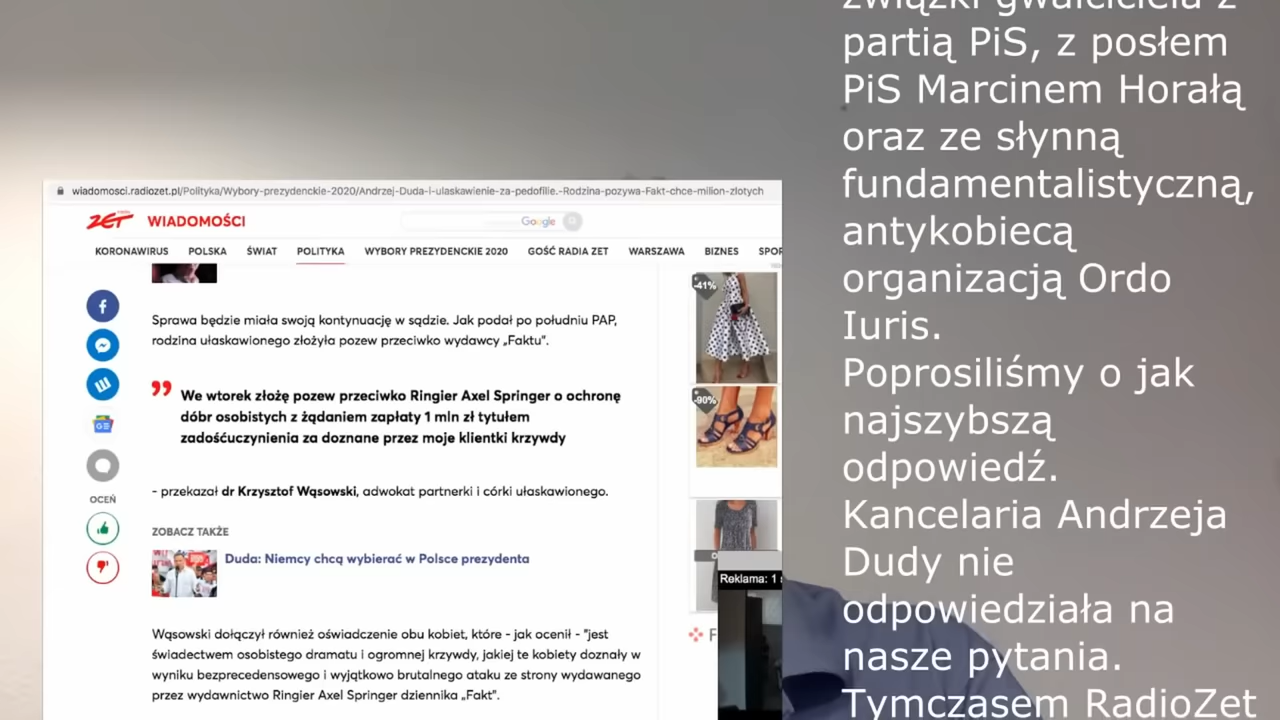 wiadomosci.radiozet.pl/Polityka/Wybory-prezydenckie-2020/Andrzej-Duda-i-ulaskawienie-za-pedofilie.-Rodzina-pozywa-Fakt-chce-milion-zlotych
ZET WIADOMOŚCI
Google
KORONAWIRUS POLSKA ŚWIAT POLITYKA WYBORY PREZYDENCKIE 2020 GOŚĆ RADIA ZET WARSZAWA BIZNES SPOR
Sprawa będzie miała swoją kontynuację w sądzie. Jak podał po południu PAP,
rodzina ułaskawionego złożyła pozew przeciwko wydawcy „Faktu”.
We wtorek złożę pozew przeciwko Ringier Axel Springer o ochronę
dóbr osobistych z żądaniem zapłaty 1 mln zł tytułem
zadośćuczynienia za doznane przez moje klientki krzywdy
- przekazał dr Krzysztof Wąsowski, adwokat partnerki i córki ułaskawionego.
OCEŃ
ZOBACZ TAKŻE
Duda: Niemcy chcą wybierać w Polsce prezydenta
Wąsowski dołączył również oświadczenie obu kobiet, które - jak ocenił - "jest
świadectwem osobistego dramatu i ogromnej krzywdy, jakiej te kobiety doznały w
wyniku bezprecedensowego i wyjątkowo brutalnego ataku ze strony wydawanego
przez wydawnictwo Ringier Axel Springer dziennika „Fakt”.
-41%
-90%
Reklama: 1 s
F
związki gwałciciela z
partią PiS, z posłem
PiS Marcinem Horałą
oraz ze słynną
fundamentalistyczną,
antykobiecą
organizacją Ordo
Iuris.
Poprosiliśmy o jak
najszybszą
odpowiedź.
Kancelaria Andrzeja
Dudy nie
odpowiedziała na
nasze pytania.
Tymczasem RadioZet